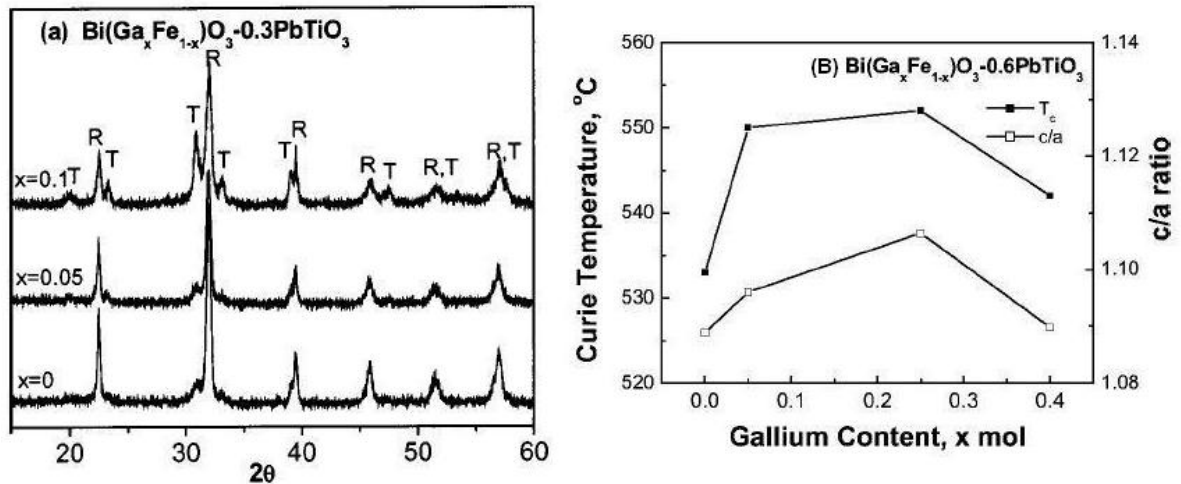 (a) Bi(GaₓFe₁₋ₓ)O₃-0.3PbTiO₃
R
T
R
T
T
T
R
R
T
R,T
R,T
x=0.1
T
x=0.05
x=0
20 30 40 50 60
2θ
(B) Bi(GaₓFe₁₋ₓ)O₃-0.6PbTiO₃
T꜀
c/a
560
550
540
530
520
Curie Temperature, °C
1.14
1.12
1.10
1.08
c/a ratio
0.0 0.1 0.2 0.3 0.4
Gallium Content, x mol